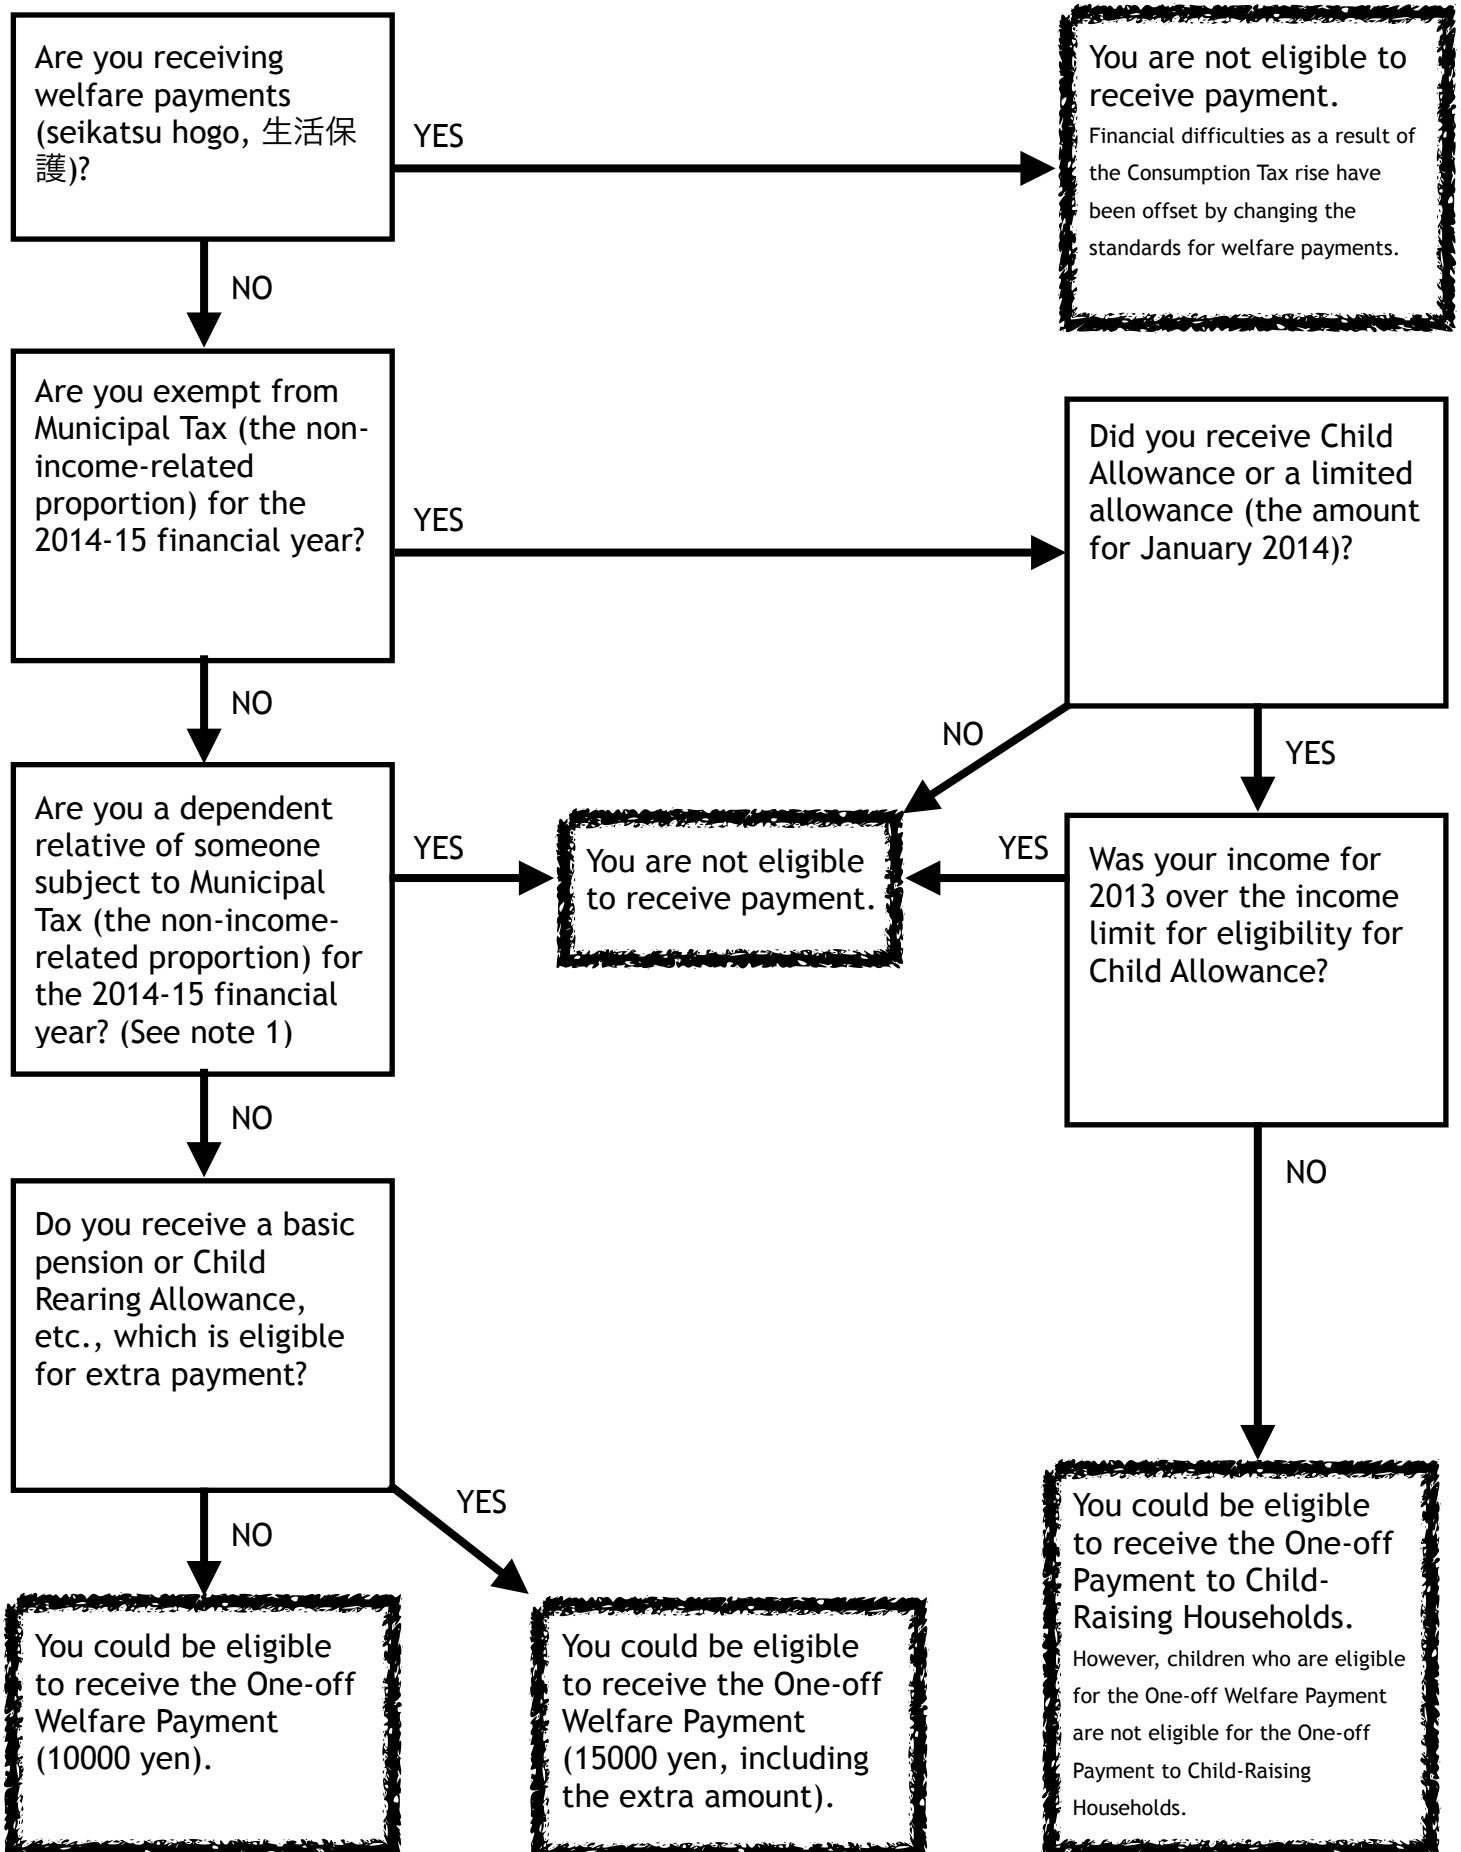 Are you receiving
welfare payments
(seikatsu hogo, 生活保
護)?
YES
You are not eligible to
receive payment.
Financial difficulties as a result of
the Consumption Tax rise have
been offset by changing the
standards for welfare payments.
NO
Are you exempt from
Municipal Tax (the non-
income-related
proportion) for the
2014-15 financial year?
YES
Did you receive Child
Allowance or a limited
allowance (the amount
for January 2014)?
NO
NO
YES
Are you a dependent
relative of someone
subject to Municipal
Tax (the non-income-
related proportion) for
the 2014-15 financial
year? (See note 1)
YES
You are not eligible
to receive payment.
YES
Was your income for
2013 over the income
limit for eligibility for
Child Allowance?
NO
NO
Do you receive a basic
pension or Child
Rearing Allowance,
etc., which is eligible
for extra payment?
NO
YES
You could be eligible
to receive the One-off
Welfare Payment
(10000 yen).
You could be eligible
to receive the One-off
Welfare Payment
(15000 yen, including
the extra amount).
You could be eligible
to receive the One-off
Payment to Child-
Raising Households.
However, children who are eligible
for the One-off Welfare Payment
are not eligible for the One-off
Payment to Child-Raising
Households.